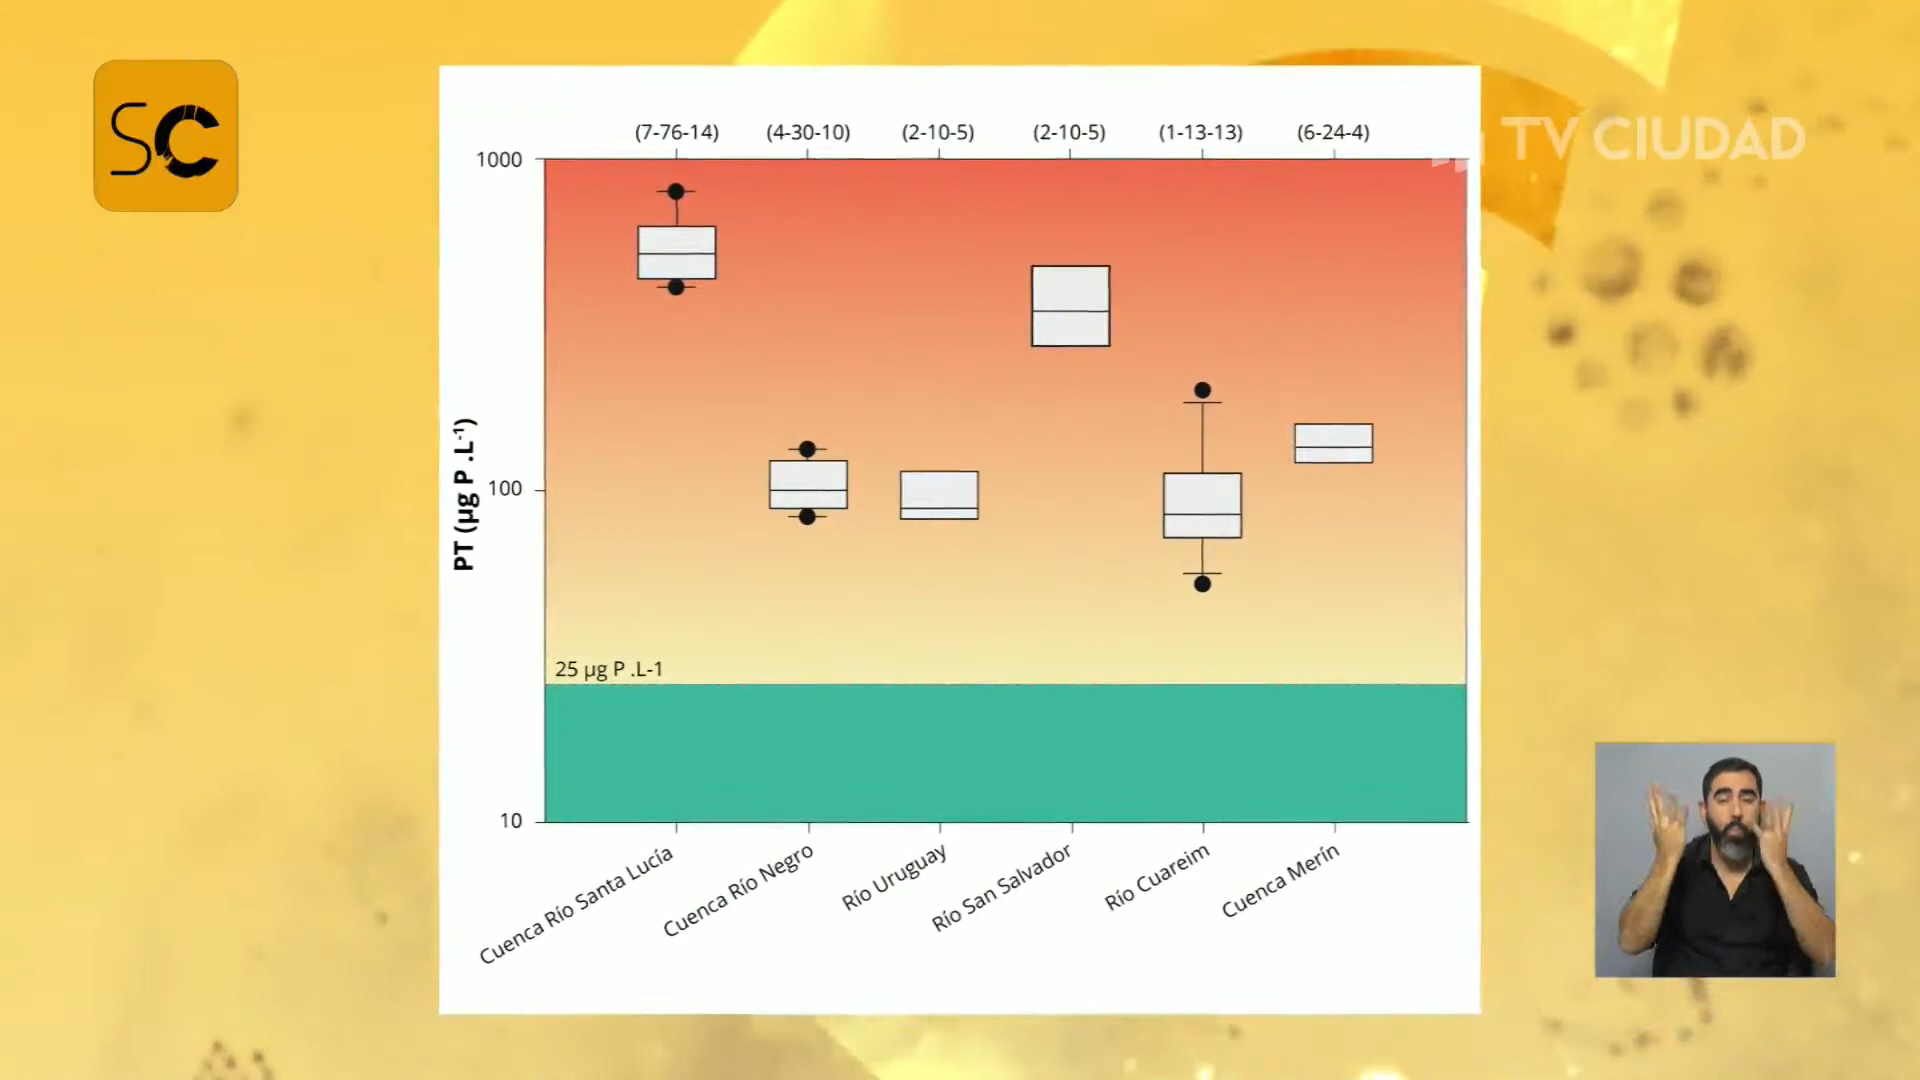 SC
TV CIUDAD
(7-76-14) (4-30-10) (2-10-5) (2-10-5) (1-13-13) (6-24-4)
1000
100
10
PT (µg P .L⁻¹)
25 µg P .L-1
Cuenca Río Santa Lucía
Cuenca Río Negro
Río Uruguay
Río San Salvador
Río Cuareim
Cuenca Merín